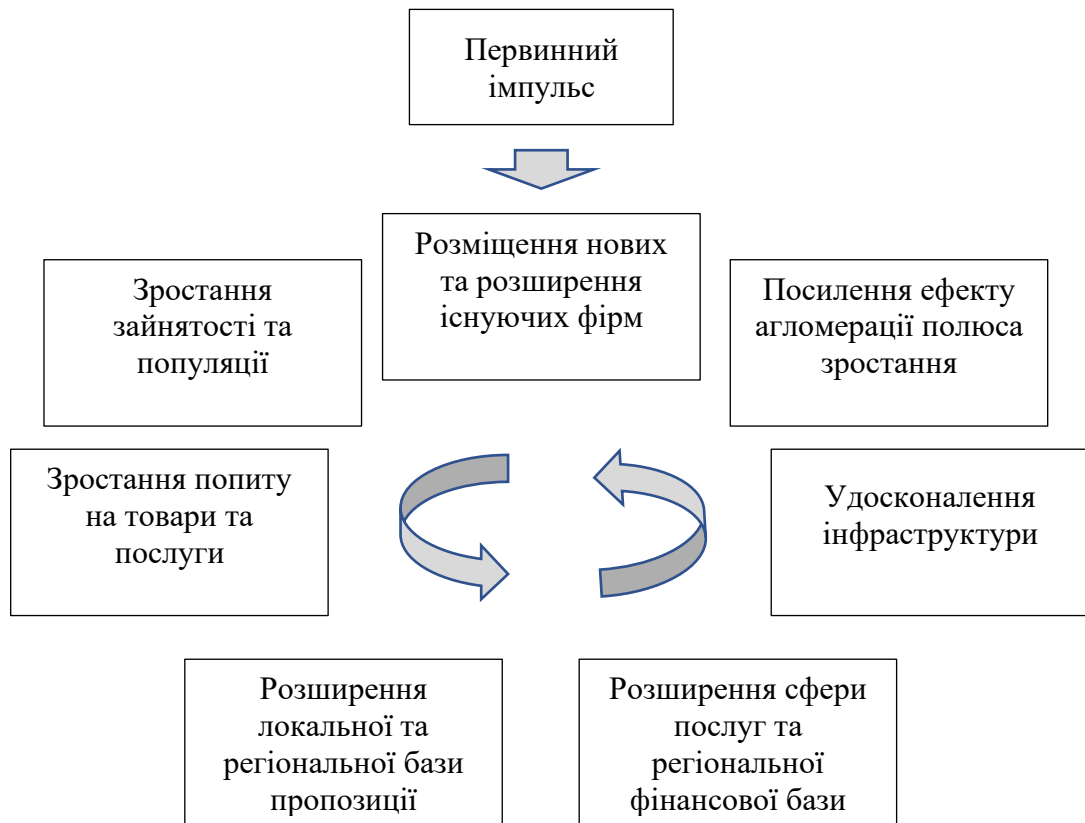 Первинний
імпульс
Розміщення нових
та розширення
існуючих фірм
Зростання
зайнятості та
популяції
Посилення ефекту
агломерації полюса
зростання
Зростання попиту
на товари та
послуги
Удосконалення
інфраструктури
Розширення
локальної та
регіональної бази
пропозиції
Розширення сфери
послуг та
регіональної
фінансової бази